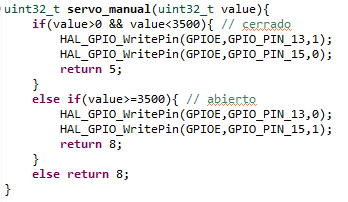 uint32_t servo_manual(uint32_t value){
    if(value>0 && value<3500){ // cerrado
        HAL_GPIO_WritePin(GPIOE,GPIO_PIN_13,1);
        HAL_GPIO_WritePin(GPIOE,GPIO_PIN_15,0);
        return 5;
    }
    else if(value>=3500){ // abierto
        HAL_GPIO_WritePin(GPIOE,GPIO_PIN_13,0);
        HAL_GPIO_WritePin(GPIOE,GPIO_PIN_15,1);
        return 8;
    }
    else return 8;
}